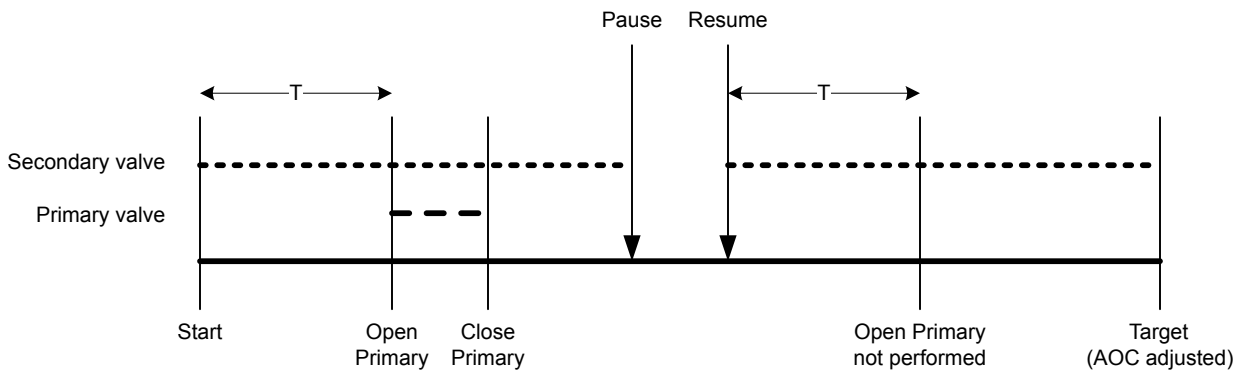 Pause
Resume
T
T
Secondary valve
Primary valve
Start
Open
Primary
Close
Primary
Open Primary
not performed
Target
(AOC adjusted)